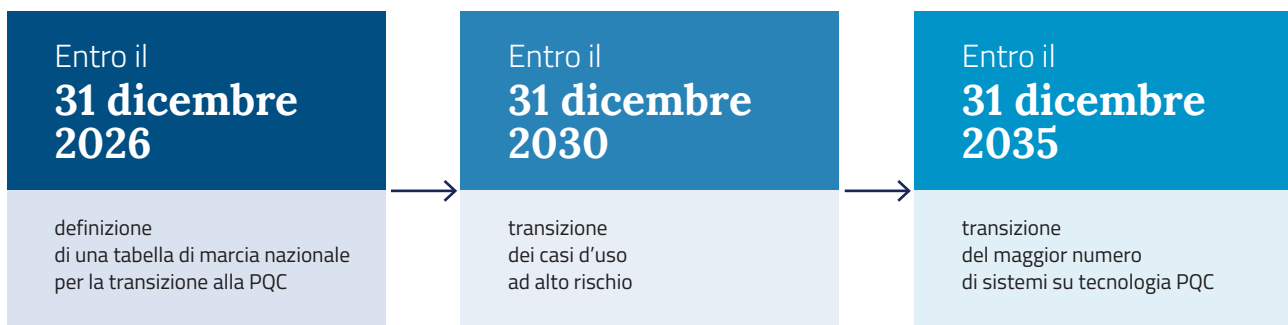 Entro il
31 dicembre
2026
definizione
di una tabella di marcia nazionale
per la transizione alla PQC
Entro il
31 dicembre
2030
transizione
dei casi d'uso
ad alto rischio
Entro il
31 dicembre
2035
transizione
del maggior numero
di sistemi su tecnologia PQC